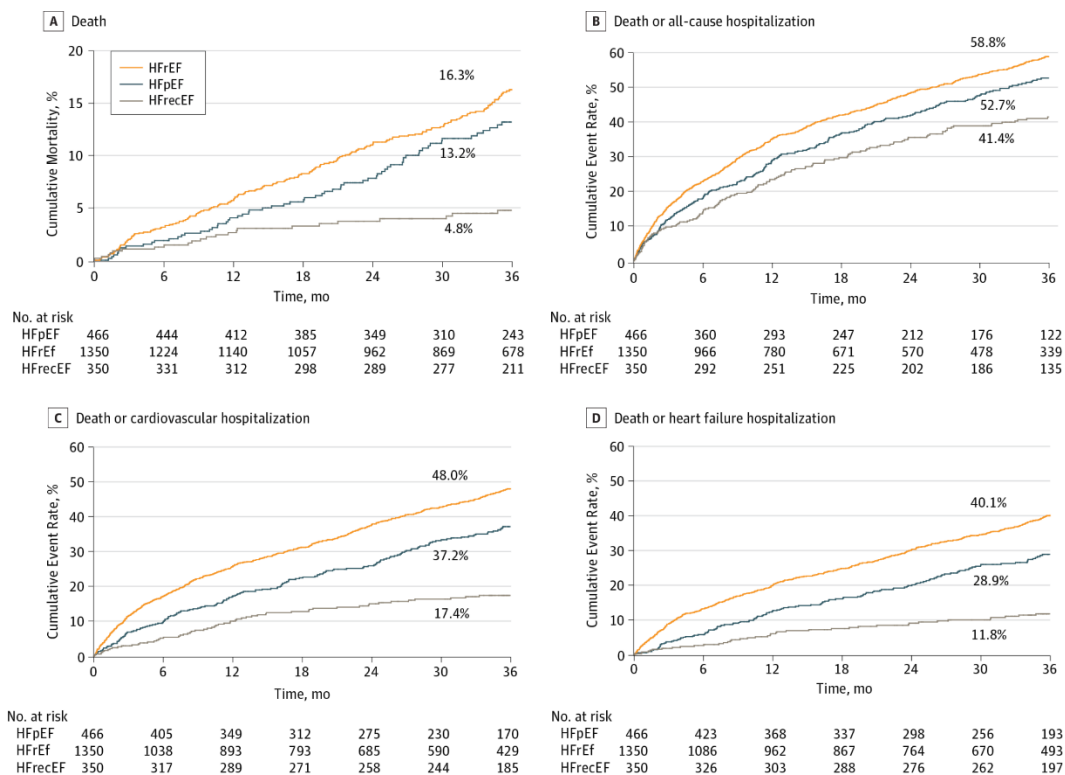 A Death
20
15
10
5
0
Cumulative Mortality, %
HFrEF
HFpEF
HFrecEF
16.3%
13.2%
4.8%
0 6 12 18 24 30 36
Time, mo
No. at risk
HFpEF 466 444 412 385 349 310 243
HFrEf 1350 1224 1140 1057 962 869 678
HFrecEF 350 331 312 298 289 277 211
B Death or all-cause hospitalization
60
50
40
30
20
10
0
Cumulative Event Rate, %
58.8%
52.7%
41.4%
0 6 12 18 24 30 36
Time, mo
No. at risk
HFpEF 466 360 293 247 212 176 122
HFrEf 1350 966 780 671 570 478 339
HFrecEF 350 292 251 225 202 186 135
C Death or cardiovascular hospitalization
60
50
40
30
20
10
0
Cumulative Event Rate, %
48.0%
37.2%
17.4%
0 6 12 18 24 30 36
Time, mo
No. at risk
HFpEF 466 405 349 312 275 230 170
HFrEf 1350 1038 893 793 685 590 429
HFrecEF 350 317 289 271 258 244 185
D Death or heart failure hospitalization
60
50
40
30
20
10
0
Cumulative Event Rate, %
40.1%
28.9%
11.8%
0 6 12 18 24 30 36
Time, mo
No. at risk
HFpEF 466 423 368 337 298 256 193
HFrEf 1350 1086 962 867 764 670 493
HFrecEF 350 326 303 288 276 262 197